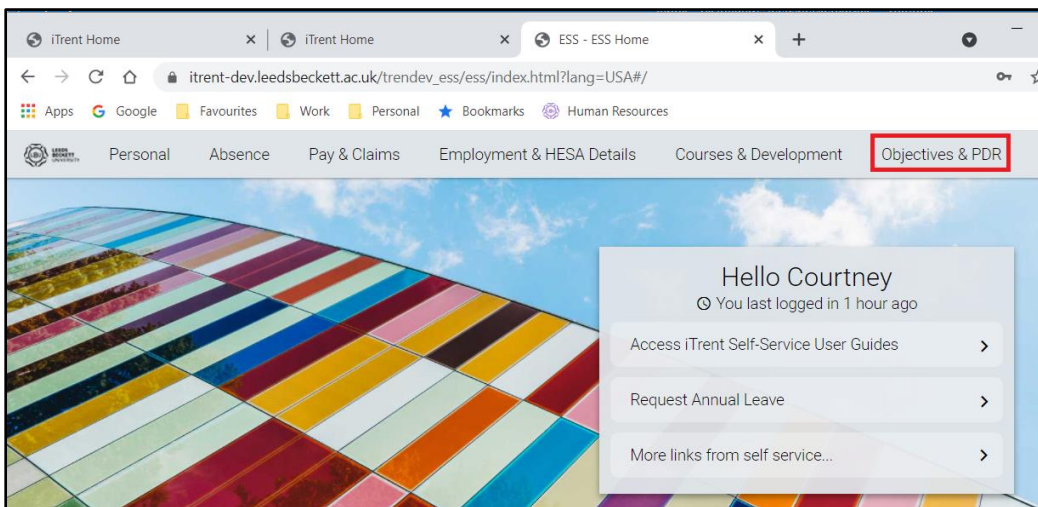 iTrent Home
iTrent Home
ESS - ESS Home
itrent-dev.leedsbeckett.ac.uk/trendev_ess/ess/index.html?lang=USA#/
Apps Google Favourites Work Personal Bookmarks Human Resources
LEEDS BECKETT UNIVERSITY
Personal Absence Pay & Claims Employment & HESA Details Courses & Development Objectives & PDR
Hello Courtney
You last logged in 1 hour ago
Access iTrent Self-Service User Guides
Request Annual Leave
More links from self service...